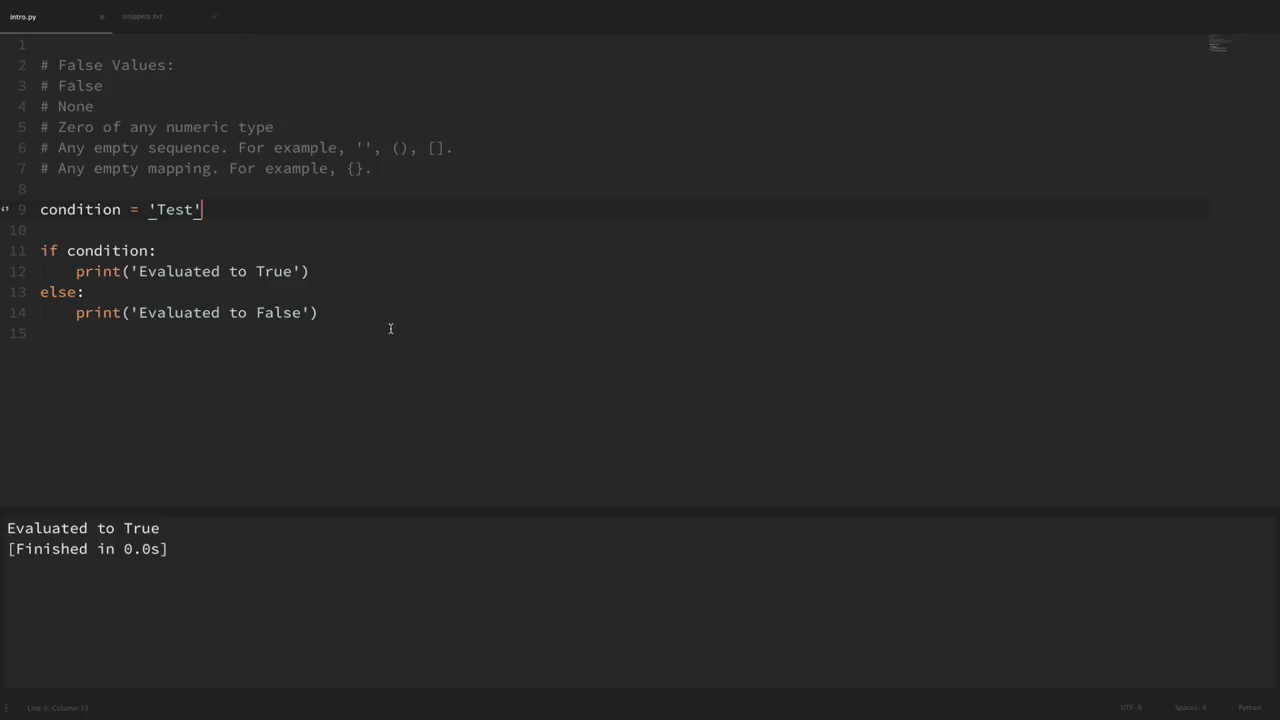 intro.py × snippets.txt ×
1
2 # False Values:
3 # False
4 # None
5 # Zero of any numeric type
6 # Any empty sequence. For example, '', (), [].
7 # Any empty mapping. For example, {}.
8
9 condition = 'Test'
10
11 if condition:
12 print('Evaluated to True')
13 else:
14 print('Evaluated to False')
15
Evaluated to True
[Finished in 0.0s]
Line 9, Column 13 UTF-8 Spaces: 4 Python